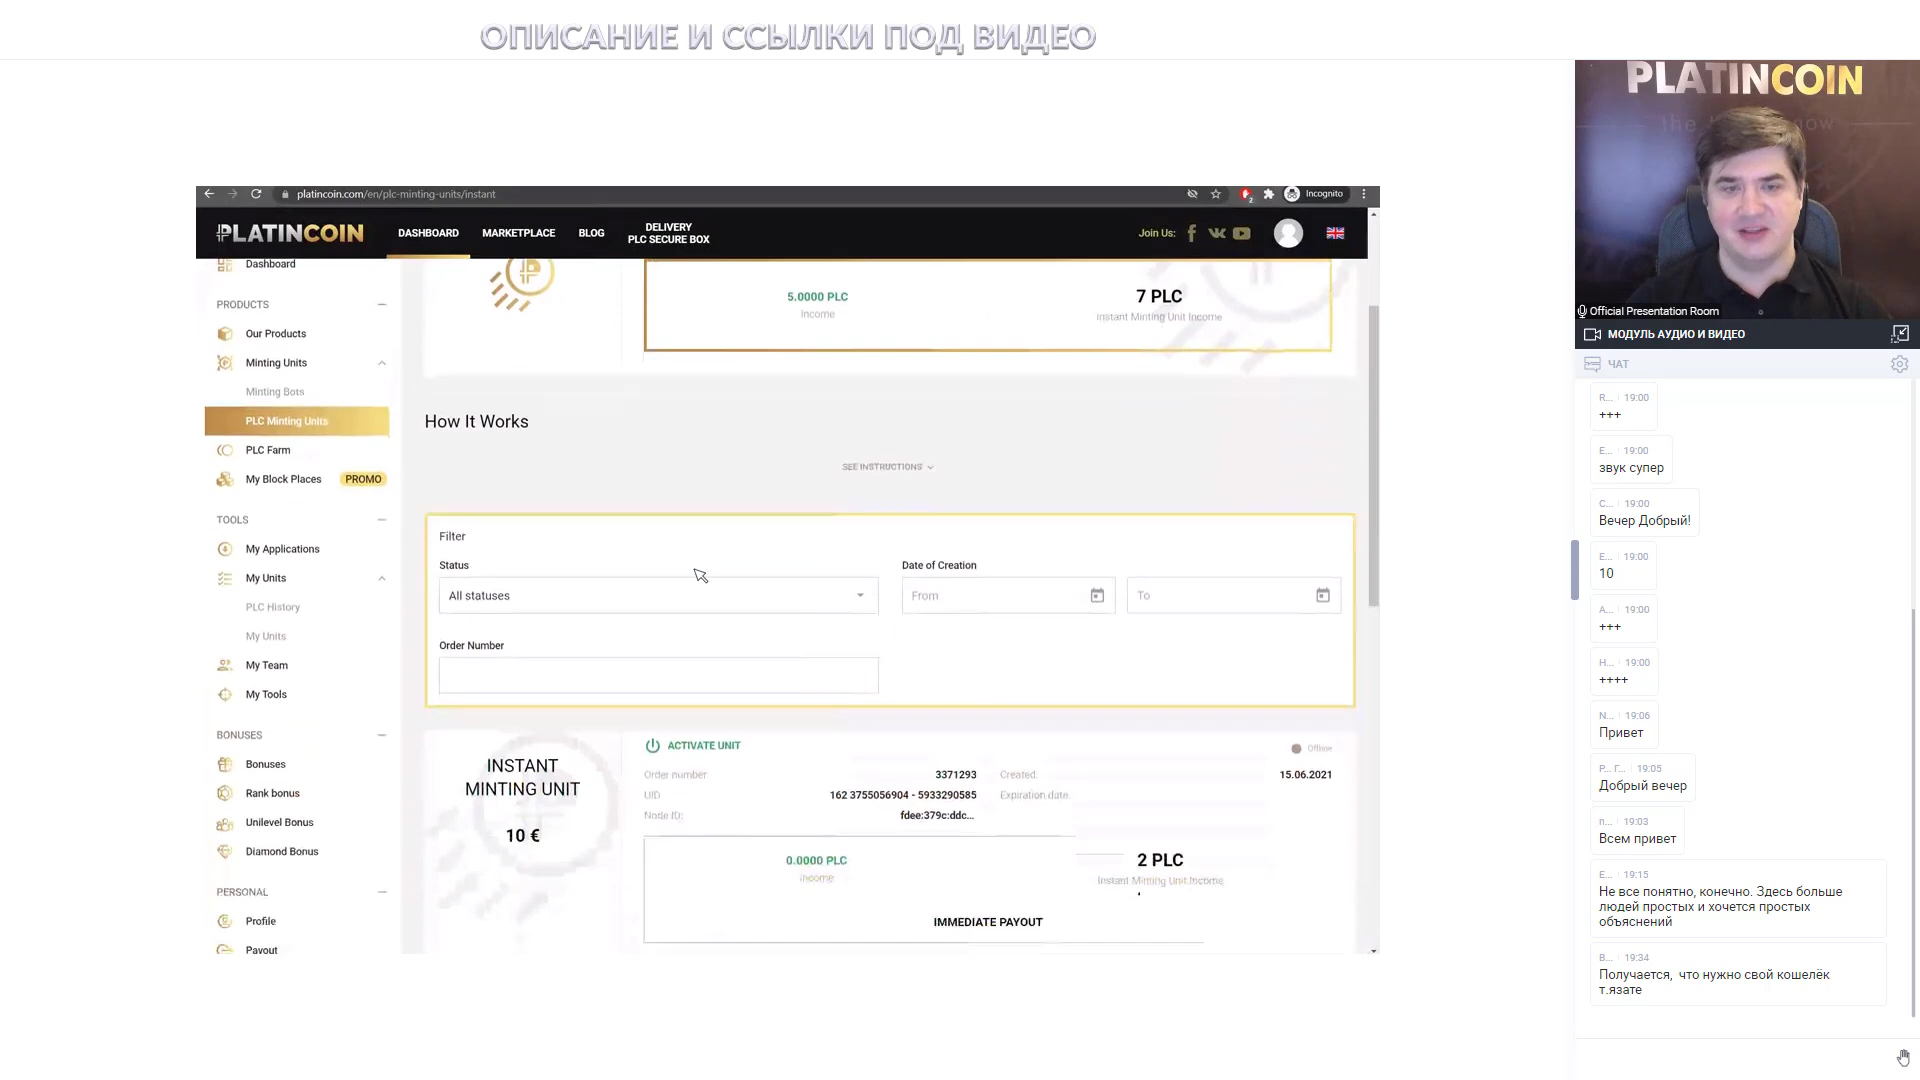 ОПИСАНИЕ И ССЫЛКИ ПОД ВИДЕО
platincoin.com/en/plc-minting-units/instant
Incognito
PLATINCOIN
DASHBOARD
MARKETPLACE
BLOG
DELIVERY
PLC SECURE BOX
Join Us:
Dashboard
PRODUCTS
Our Products
Minting Units
Minting Bots
PLC Minting Units
PLC Farm
My Block Places PROMO
TOOLS
My Applications
My Units
PLC History
My Units
My Team
My Tools
BONUSES
Bonuses
Rank bonus
Unilevel Bonus
Diamond Bonus
PERSONAL
Profile
Payout
5.0000 PLC
Income
7 PLC
Instant Minting Unit Income
How It Works
SEE INSTRUCTIONS
Filter
Status
All statuses
Date of Creation
From
To
Order Number
INSTANT
MINTING UNIT
10 €
ACTIVATE UNIT
Offline
Order number 3371293
Created. 15.06.2021
UID 162 3755056904 - 5933290585
Expiration date.
Node ID: fdee:379c:ddc...
0.0000 PLC
Income
2 PLC
Instant Minting Unit Income
IMMEDIATE PAYOUT
PLATINCOIN
Official Presentation Room
МОДУЛЬ АУДИО И ВИДЕО
ЧАТ
R... 19:00
+++
E... 19:00
звук супер
С... 19:00
Вечер Добрый!
E... 19:00
10
A... 19:00
+++
Н... 19:00
++++
N... 19:06
Привет
Р... Г... 19:05
Добрый вечер
п... 19:03
Всем привет
E... 19:15
Не все понятно, конечно. Здесь больше
людей простых и хочется простых
объяснений
В... 19:34
Получается, что нужно свой кошелёк
т.язате